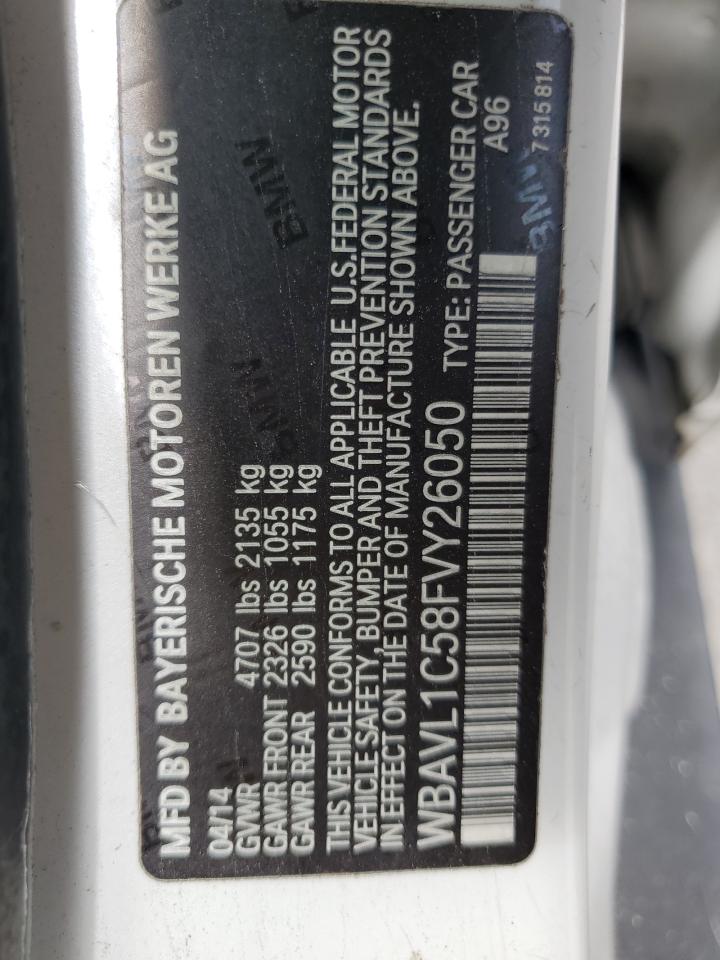 MFD BY BAYERISCHE MOTOREN WERKE AG
04/14
GVWR 4707 lbs 2135 kg
GAWR FRONT 2326 lbs 1055 kg
GAWR REAR 2590 lbs 1175 kg
THIS VEHICLE CONFORMS TO ALL APPLICABLE U.S.FEDERAL MOTOR
VEHICLE SAFETY, BUMPER AND THEFT PREVENTION STANDARDS
IN EFFECT ON THE DATE OF MANUFACTURE SHOWN ABOVE.
WBAVL1C58FVY26050 TYPE: PASSENGER CAR
A96
7 315 814
BMW
BMW
BMW